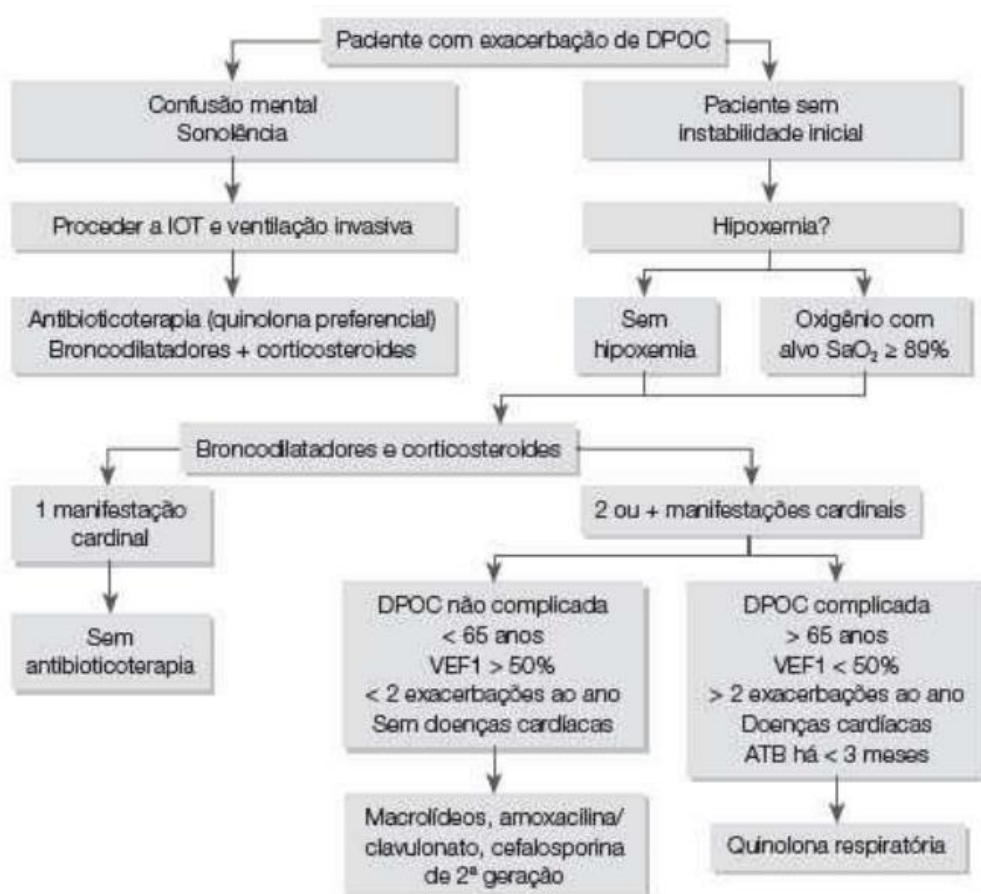 Paciente com exacerbação de DPOC
Confusão mental
Sonolência
Paciente sem
instabilidade inicial
Proceder a IOT e ventilação invasiva
Hipoxemia?
Antibioticoterapia (quinolona preferencial)
Broncodilatadores + corticosteroides
Sem
hipoxemia
Oxigênio com
alvo SaO₂ ≥ 89%
Broncodilatadores e corticosteroides
1 manifestação
cardinal
2 ou + manifestações cardinais
Sem
antibioticoterapia
DPOC não complicada
< 65 anos
VEF1 > 50%
< 2 exacerbações ao ano
Sem doenças cardíacas
DPOC complicada
> 65 anos
VEF1 < 50%
> 2 exacerbações ao ano
Doenças cardíacas
ATB há < 3 meses
Macrolídeos, amoxacilina/
clavulonato, cefalosporina
de 2ª geração
Quinolona respiratória